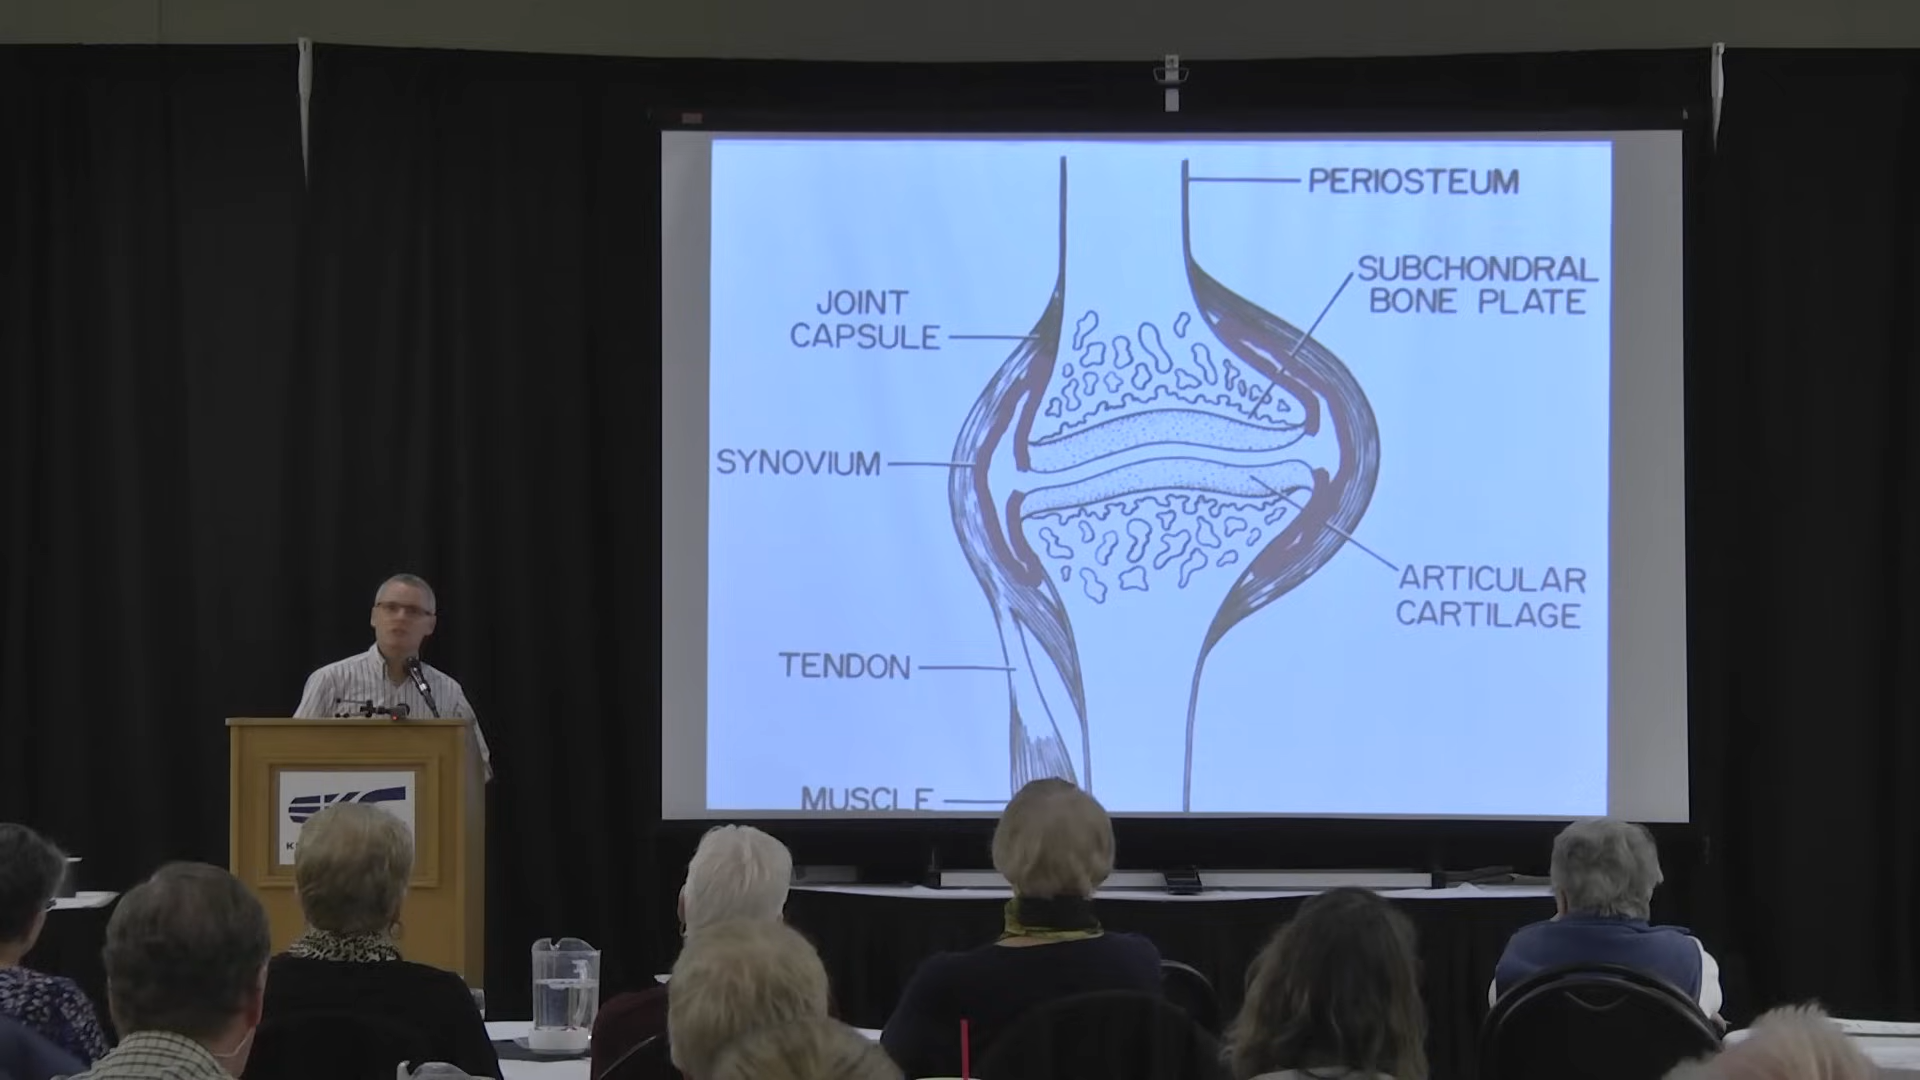 PERIOSTEUM
SUBCHONDRAL
BONE PLATE
JOINT
CAPSULE
SYNOVIUM
ARTICULAR
CARTILAGE
TENDON
MUSCLE